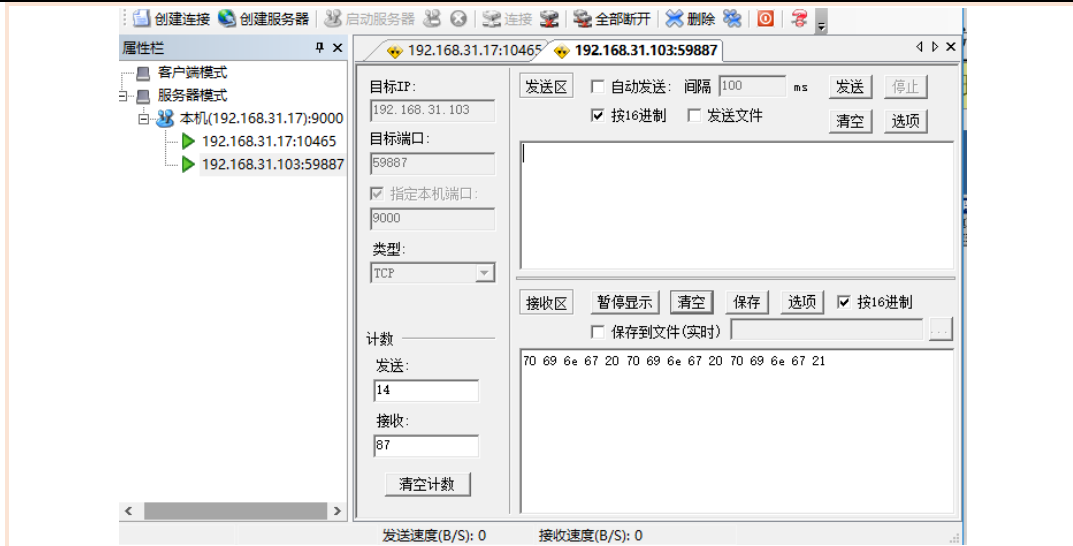 创建连接 创建服务器 启动服务器 连接 全部断开 删除
属性栏
192.168.31.17:10465 192.168.31.103:59887
客户端模式
服务器模式
本机(192.168.31.17):9000
192.168.31.17:10465
192.168.31.103:59887
目标IP:
192.168.31.103
目标端口:
59887
指定本机端口:
9000
类型:
TCP
计数
发送:
14
接收:
87
清空计数
发送区 自动发送: 间隔 100 ms 发送 停止
按16进制 发送文件 清空 选项
接收区 暂停显示 清空 保存 选项 按16进制
保存到文件(实时) ...
70 69 6e 67 20 70 69 6e 67 20 70 69 6e 67 21
发送速度(B/S): 0 接收速度(B/S): 0